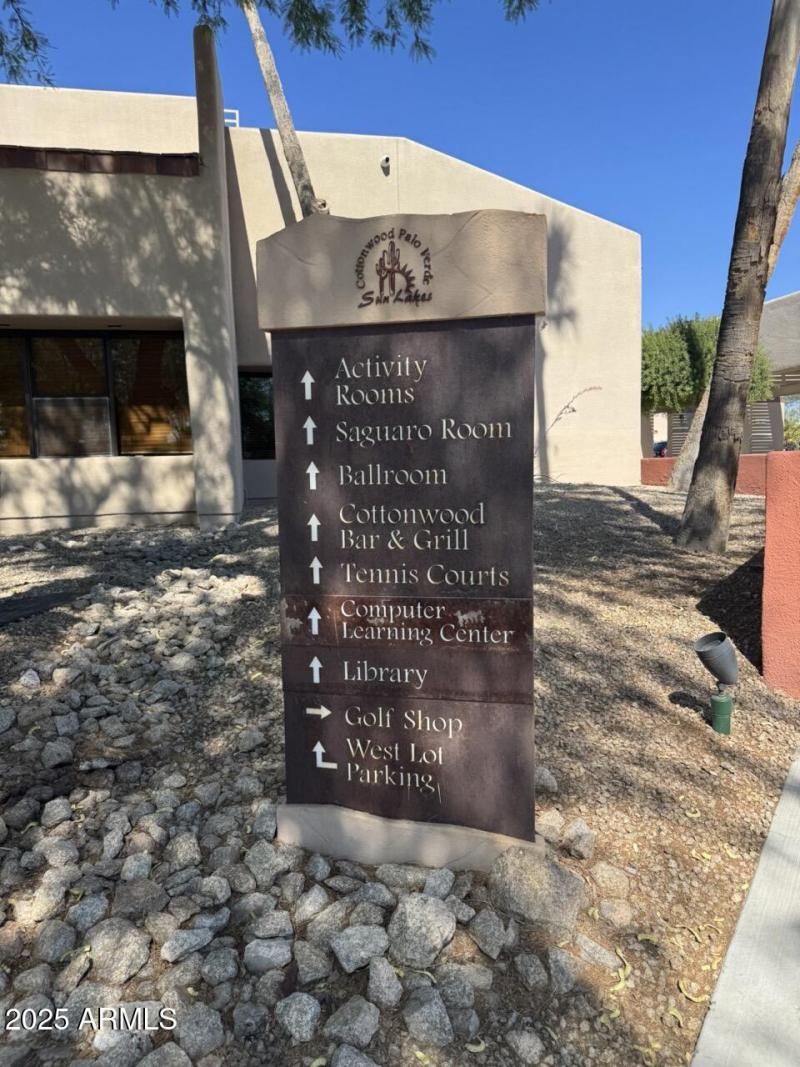 Cottonwood Palo Verde
Sun Lakes
Activity
Rooms
Saguaro Room
Ballroom
Cottonwood
Bar & Grill
Tennis Courts
Computer
Learning Center
Library
Golf Shop
West Lot
Parking
2025 ARMLS